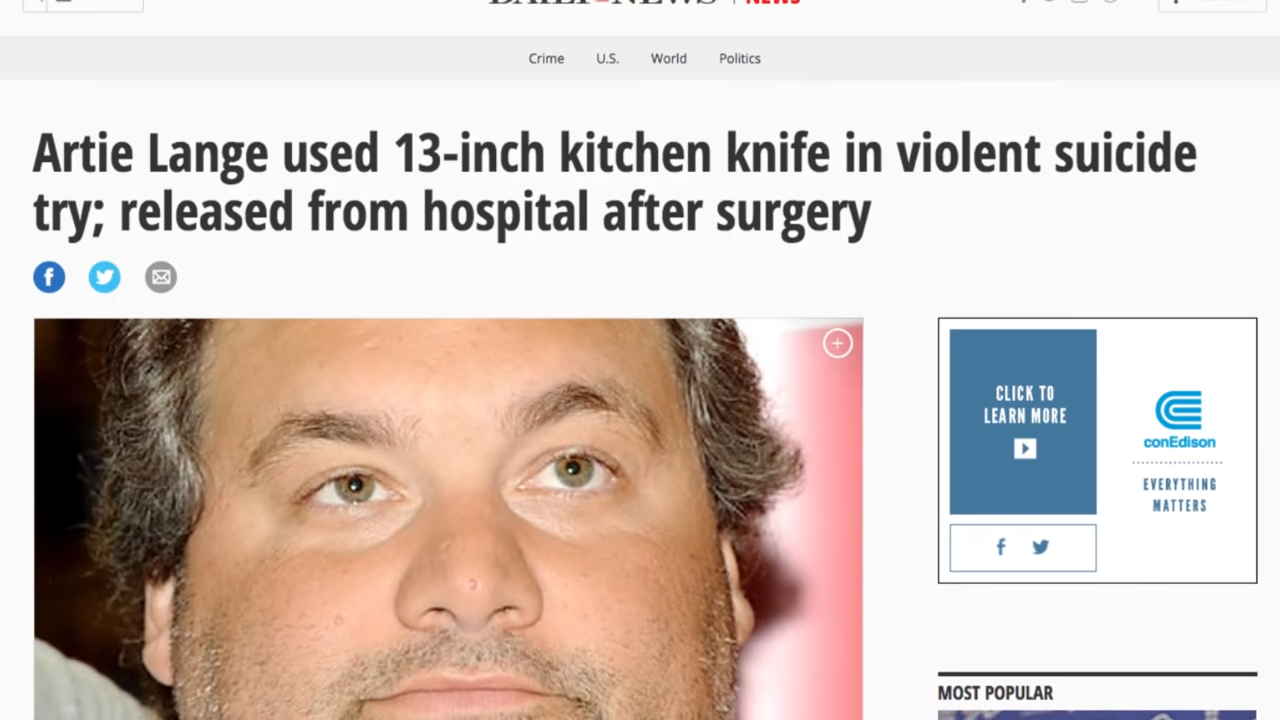 NEWS
Crime U.S. World Politics
Artie Lange used 13-inch kitchen knife in violent suicide
try; released from hospital after surgery
CLICK TO
LEARN MORE
conEdison
EVERYTHING
MATTERS
MOST POPULAR